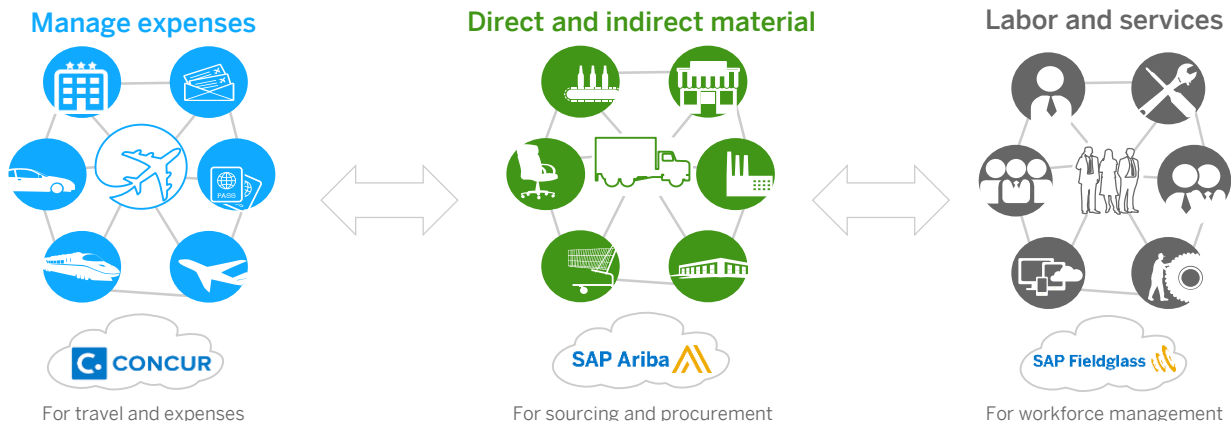 Manage expenses
Direct and indirect material
Labor and services
PASS
C. CONCUR
SAP Ariba
SAP Fieldglass
For travel and expenses
For sourcing and procurement
For workforce management